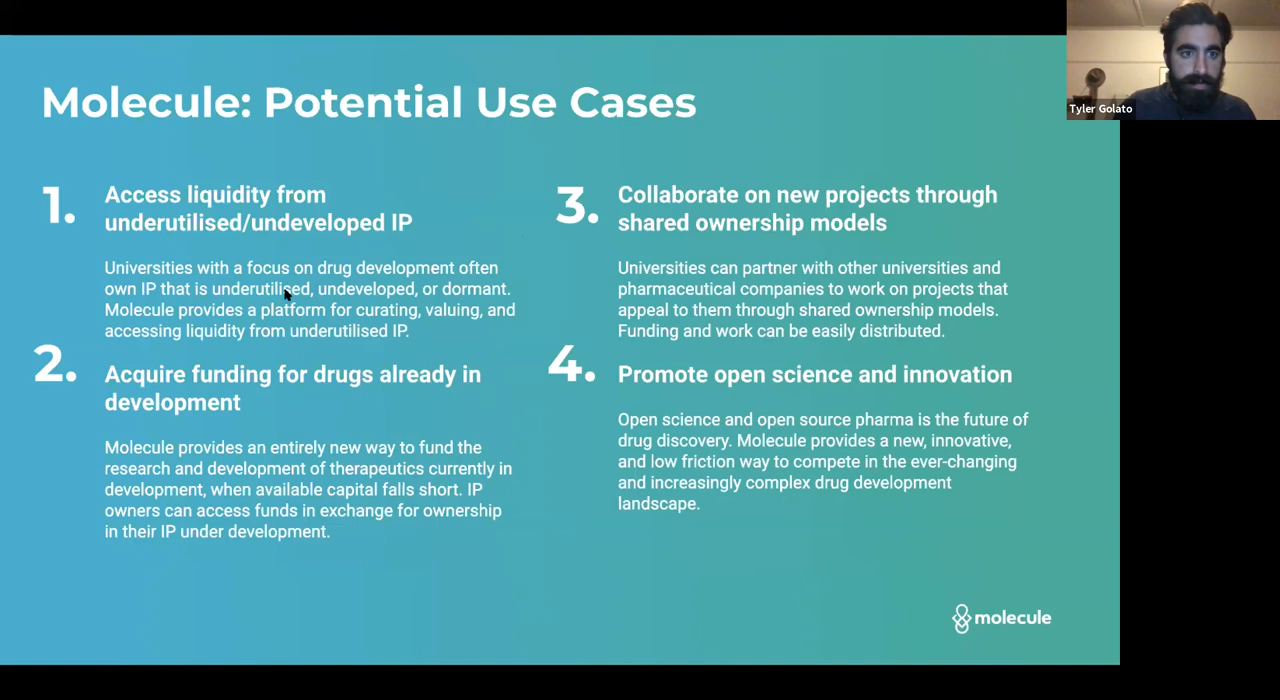 Molecule: Potential Use Cases
Tyler Golato
1.
Access liquidity from
underutilised/undeveloped IP
Universities with a focus on drug development often
own IP that is underutilised, undeveloped, or dormant.
Molecule provides a platform for curating, valuing, and
accessing liquidity from underutilised IP.
2.
Acquire funding for drugs already in
development
Molecule provides an entirely new way to fund the
research and development of therapeutics currently in
development, when available capital falls short. IP
owners can access funds in exchange for ownership
in their IP under development.
3.
Collaborate on new projects through
shared ownership models
Universities can partner with other universities and
pharmaceutical companies to work on projects that
appeal to them through shared ownership models.
Funding and work can be easily distributed.
4.
Promote open science and innovation
Open science and open source pharma is the future of
drug discovery. Molecule provides a new, innovative,
and low friction way to compete in the ever-changing
and increasingly complex drug development
landscape.
molecule